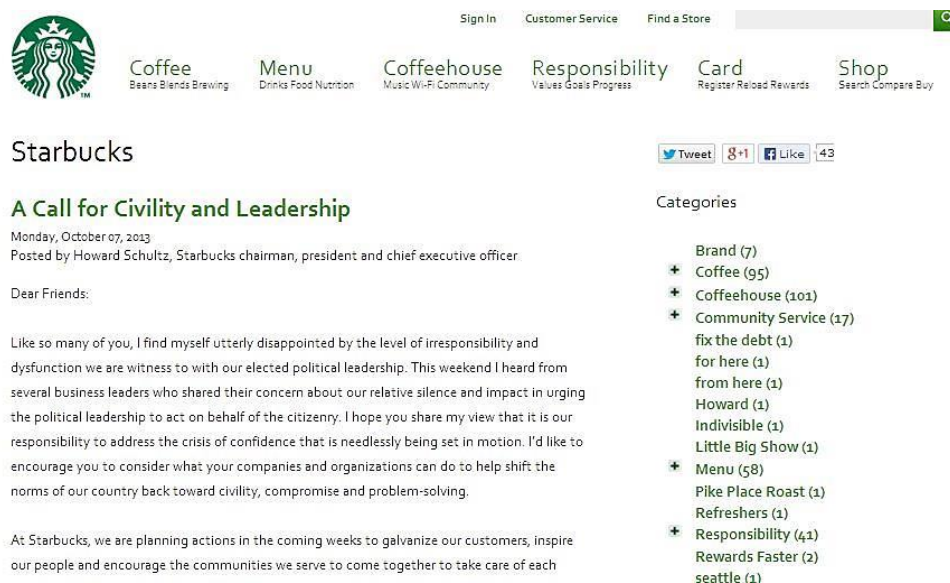 Sign In Customer Service Find a Store
Coffee Menu Coffeehouse Responsibility Card Shop
Beans Blends Brewing Drinks Food Nutrition Music Wi-Fi Community Values Goals Progress Register Reload Rewards Search Compare Buy
TM
Starbucks
Tweet g+1 Like 43
A Call for Civility and Leadership
Monday, October 07, 2013
Posted by Howard Schultz, Starbucks chairman, president and chief executive officer
Dear Friends:
Like so many of you, I find myself utterly disappointed by the level of irresponsibility and
dysfunction we are witness to with our elected political leadership. This weekend I heard from
several business leaders who shared their concern about our relative silence and impact in urging
the political leadership to act on behalf of the citizenry. I hope you share my view that it is our
responsibility to address the crisis of confidence that is needlessly being set in motion. I'd like to
encourage you to consider what your companies and organizations can do to help shift the
norms of our country back toward civility, compromise and problem-solving.
At Starbucks, we are planning actions in the coming weeks to galvanize our customers, inspire
our people and encourage the communities we serve to come together to take care of each
Categories
Brand (7)
+ Coffee (95)
+ Coffeehouse (101)
+ Community Service (17)
fix the debt (1)
for here (1)
from here (1)
Howard (1)
Indivisible (1)
Little Big Show (1)
+ Menu (58)
Pike Place Roast (1)
Refreshers (1)
+ Responsibility (41)
Rewards Faster (2)
seattle (1)